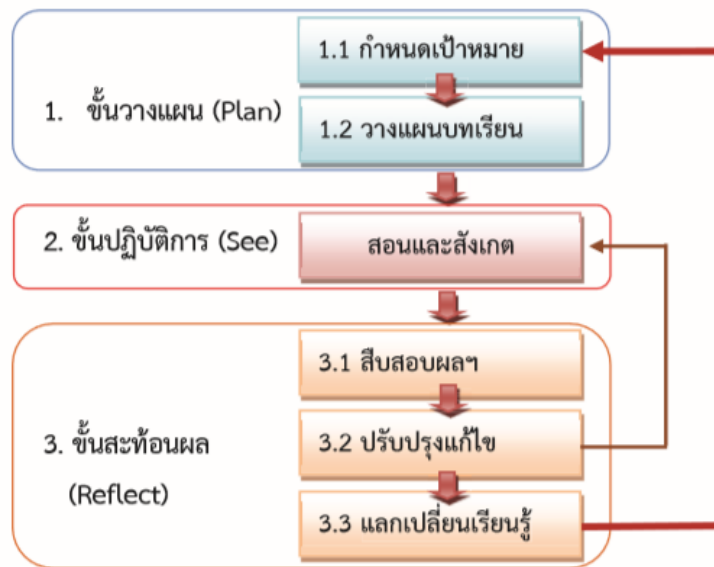 1.1 กำหนดเป้าหมาย
1. ขั้นวางแผน (Plan)
1.2 วางแผนบทเรียน
2. ขั้นปฏิบัติการ (See)
สอนและสังเกต
3.1 สืบสอบผลฯ
3. ขั้นสะท้อนผล
(Reflect)
3.2 ปรับปรุงแก้ไข
3.3 แลกเปลี่ยนเรียนรู้